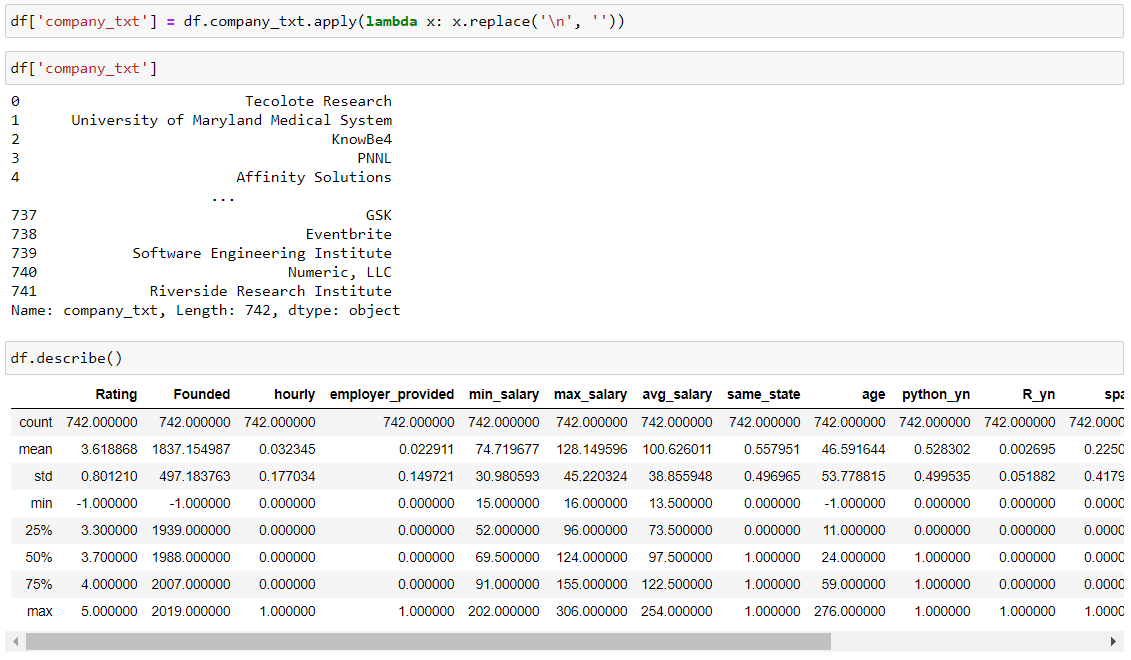 df['company_txt'] = df.company_txt.apply(lambda x: x.replace('\n', ''))
df['company_txt']
0 Tecolote Research
1 University of Maryland Medical System
2 KnowBe4
3 PNNL
4 Affinity Solutions
...
737 GSK
738 Eventbrite
739 Software Engineering Institute
740 Numeric, LLC
741 Riverside Research Institute
Name: company_txt, Length: 742, dtype: object
df.describe()
Rating Founded hourly employer_provided min_salary max_salary avg_salary same_state age python_yn R_yn spa
count 742.000000 742.000000 742.000000 742.000000 742.000000 742.000000 742.000000 742.000000 742.000000 742.000000 742.000000 742.0000
mean 3.618868 1837.154987 0.032345 0.022911 74.719677 128.149596 100.626011 0.557951 46.591644 0.528302 0.002695 0.2250
std 0.801210 497.183763 0.177034 0.149721 30.980593 45.220324 38.855948 0.496965 53.778815 0.499535 0.051882 0.4179
min -1.000000 -1.000000 0.000000 0.000000 15.000000 16.000000 13.500000 0.000000 -1.000000 0.000000 0.000000 0.0000
25% 3.300000 1939.000000 0.000000 0.000000 52.000000 96.000000 73.500000 0.000000 11.000000 0.000000 0.000000 0.0000
50% 3.700000 1988.000000 0.000000 0.000000 69.500000 124.000000 97.500000 1.000000 24.000000 1.000000 0.000000 0.0000
75% 4.000000 2007.000000 0.000000 0.000000 91.000000 155.000000 122.500000 1.000000 59.000000 1.000000 0.000000 0.0000
max 5.000000 2019.000000 1.000000 1.000000 202.000000 306.000000 254.000000 1.000000 276.000000 1.000000 1.000000 1.0000